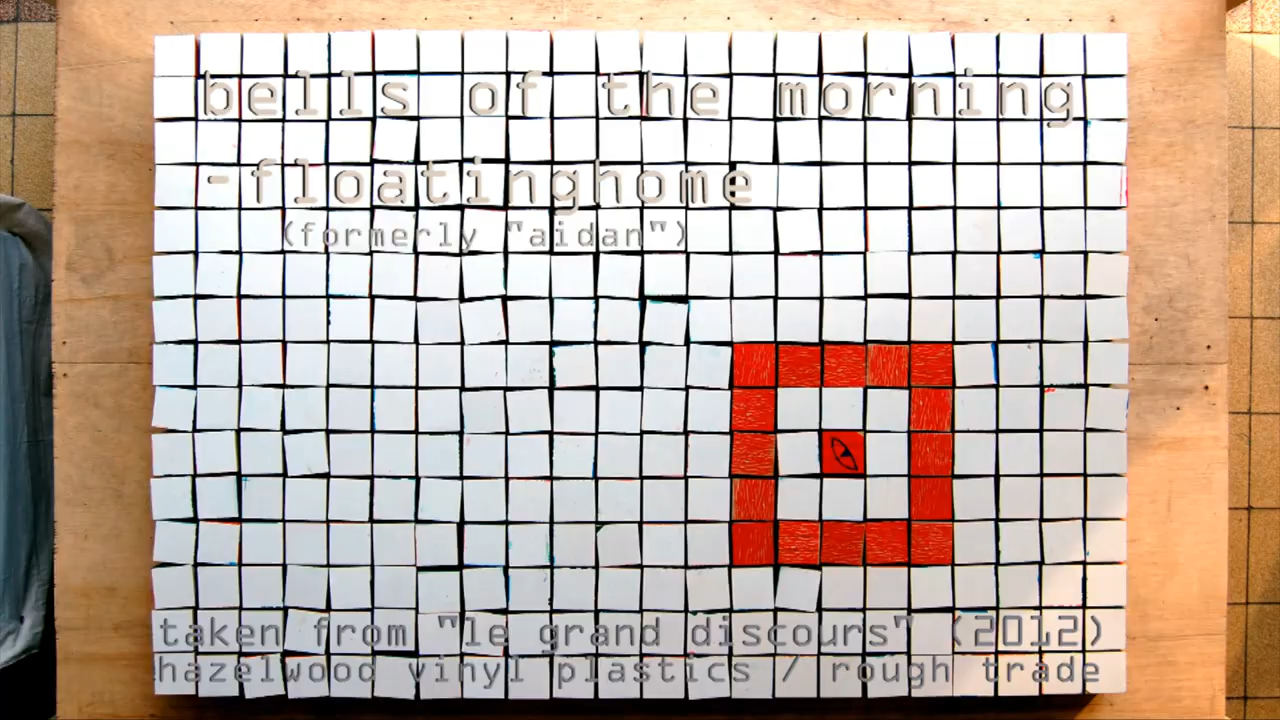 bells of the morning
-floatinghome
(formerly "aidan")
taken from "le grand discours" (2012)
hazelwood vinyl plastics / rough trade